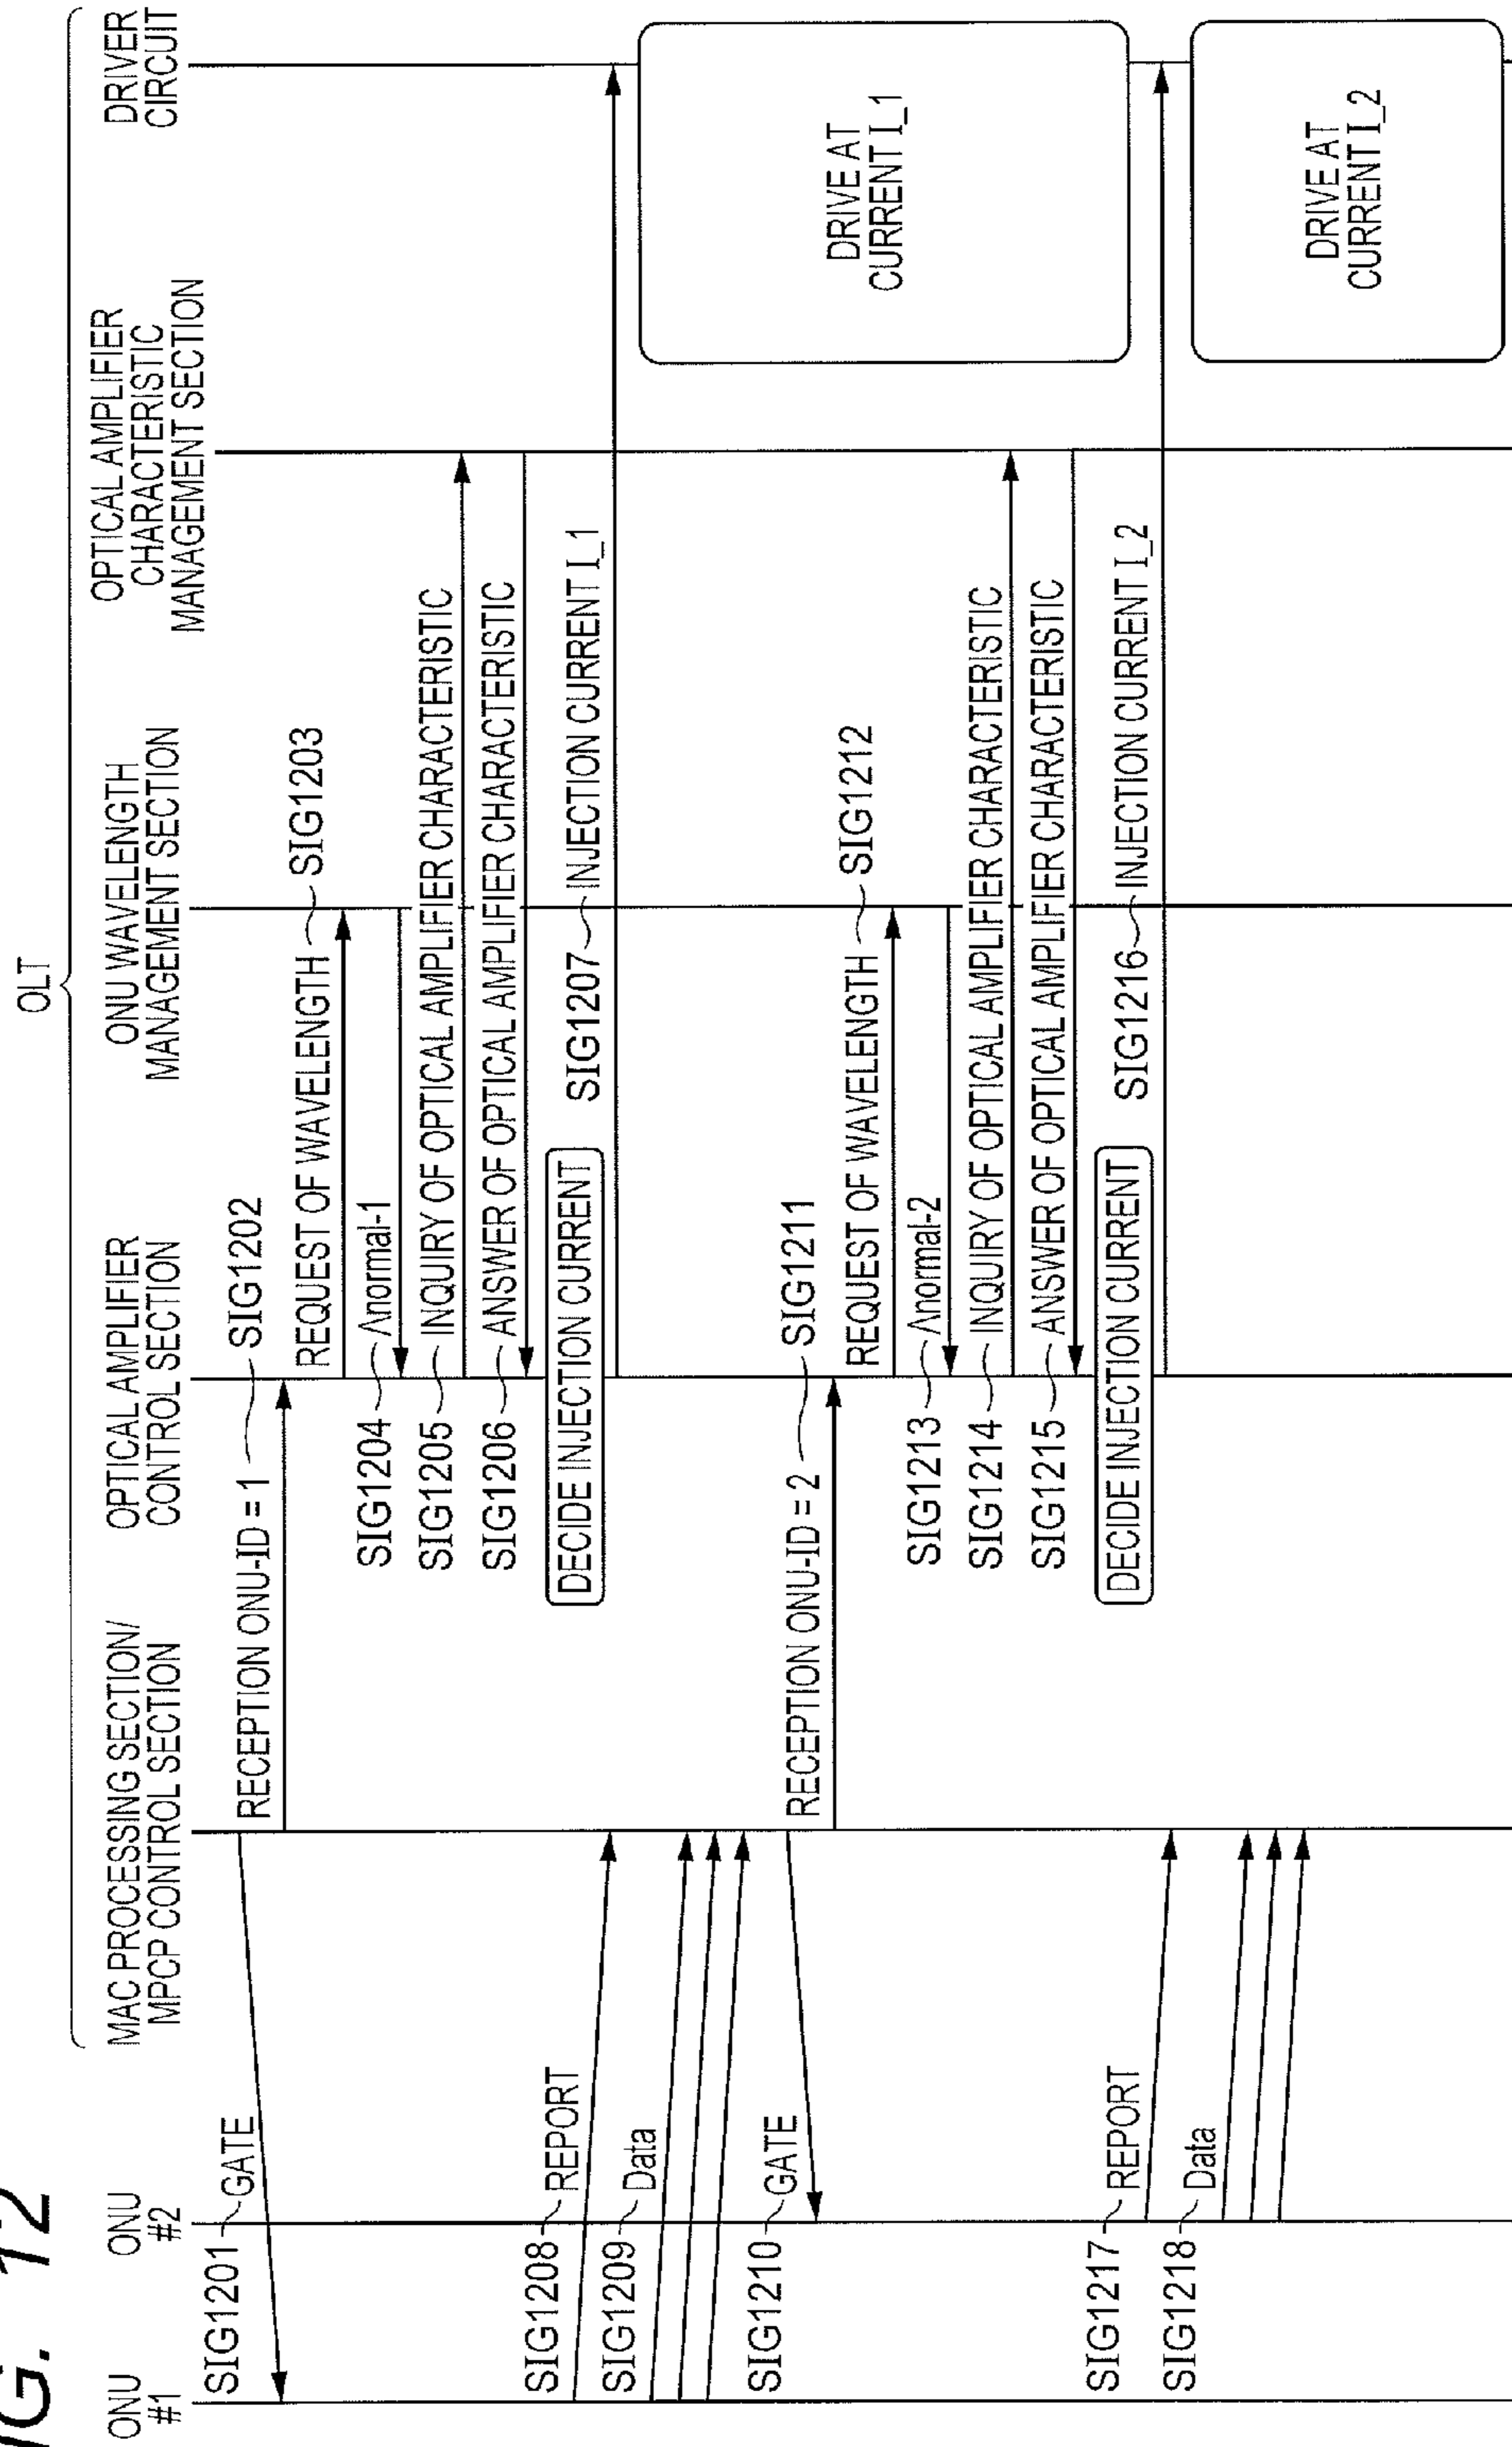 IG. 12
OLT
ONU
#1
ONU
#2
MAC PROCESSING SECTION/
MPCP CONTROL SECTION
OPTICAL AMPLIFIER
CONTROL SECTION
ONU WAVELENGTH
MANAGEMENT SECTION
OPTICAL AMPLIFIER
CHARACTERISTIC
MANAGEMENT SECTION
DRIVER
CIRCUIT
SIG1201 GATE
RECEPTION ONU-ID = 1 SIG1202
REQUEST OF WAVELENGTH SIG1203
SIG1204 Λnormal-1
SIG1205 INQUIRY OF OPTICAL AMPLIFIER CHARACTERISTIC
SIG1206 ANSWER OF OPTICAL AMPLIFIER CHARACTERISTIC
DECIDE INJECTION CURRENT
SIG1207 INJECTION CURRENT I_1
SIG1208 REPORT
SIG1209 Data
DRIVE AT
CURRENT I_1
SIG1210 GATE
RECEPTION ONU-ID = 2 SIG1211
REQUEST OF WAVELENGTH SIG1212
SIG1213 Λnormal-2
SIG1214 INQUIRY OF OPTICAL AMPLIFIER CHARACTERISTIC
SIG1215 ANSWER OF OPTICAL AMPLIFIER CHARACTERISTIC
DECIDE INJECTION CURRENT
SIG1216 INJECTION CURRENT I_2
SIG1217 REPORT
SIG1218 Data
DRIVE AT
CURRENT I_2